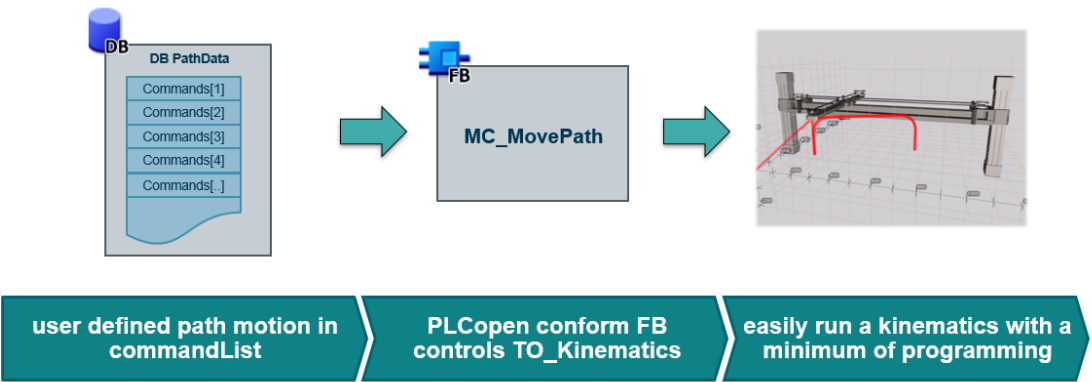 DB
DB PathData
Commands[1]
Commands[2]
Commands[3]
Commands[4]
Commands[..]
FB
MC_MovePath
user defined path motion in
commandList
PLCopen conform FB
controls TO_Kinematics
easily run a kinematics with a
minimum of programming